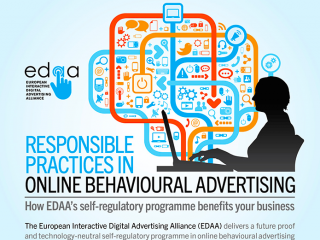 edaa
EUROPEAN
INTERACTIVE
DIGITAL
ADVERTISING
ALLIANCE
RESPONSIBLE
PRACTICES IN
ONLINE BEHAVIOURAL ADVERTISING
How EDAA's self-regulatory programme benefits your business
The European Interactive Digital Advertising Alliance (EDAA) delivers a future proof
and technology-neutral self-regulatory programme in online behavioural advertising